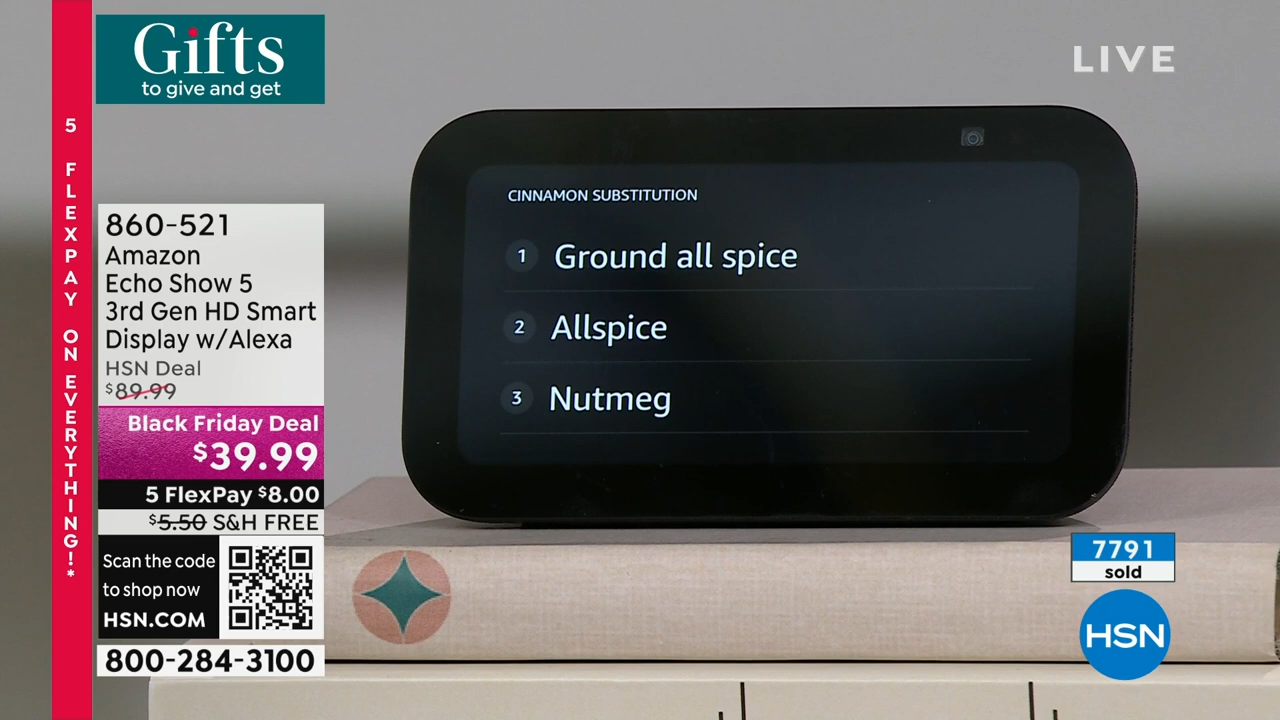 Gifts
to give and get
LIVE
5 FLEXPAY ON EVERYTHING!*
860-521
Amazon
Echo Show 5
3rd Gen HD Smart
Display w/Alexa
HSN Deal
$89.99
Black Friday Deal
$39.99
5 FlexPay $8.00
$5.50 S&H FREE
Scan the code
to shop now
HSN.COM
800-284-3100
CINNAMON SUBSTITUTION
1 Ground all spice
2 Allspice
3 Nutmeg
7791
sold
HSN